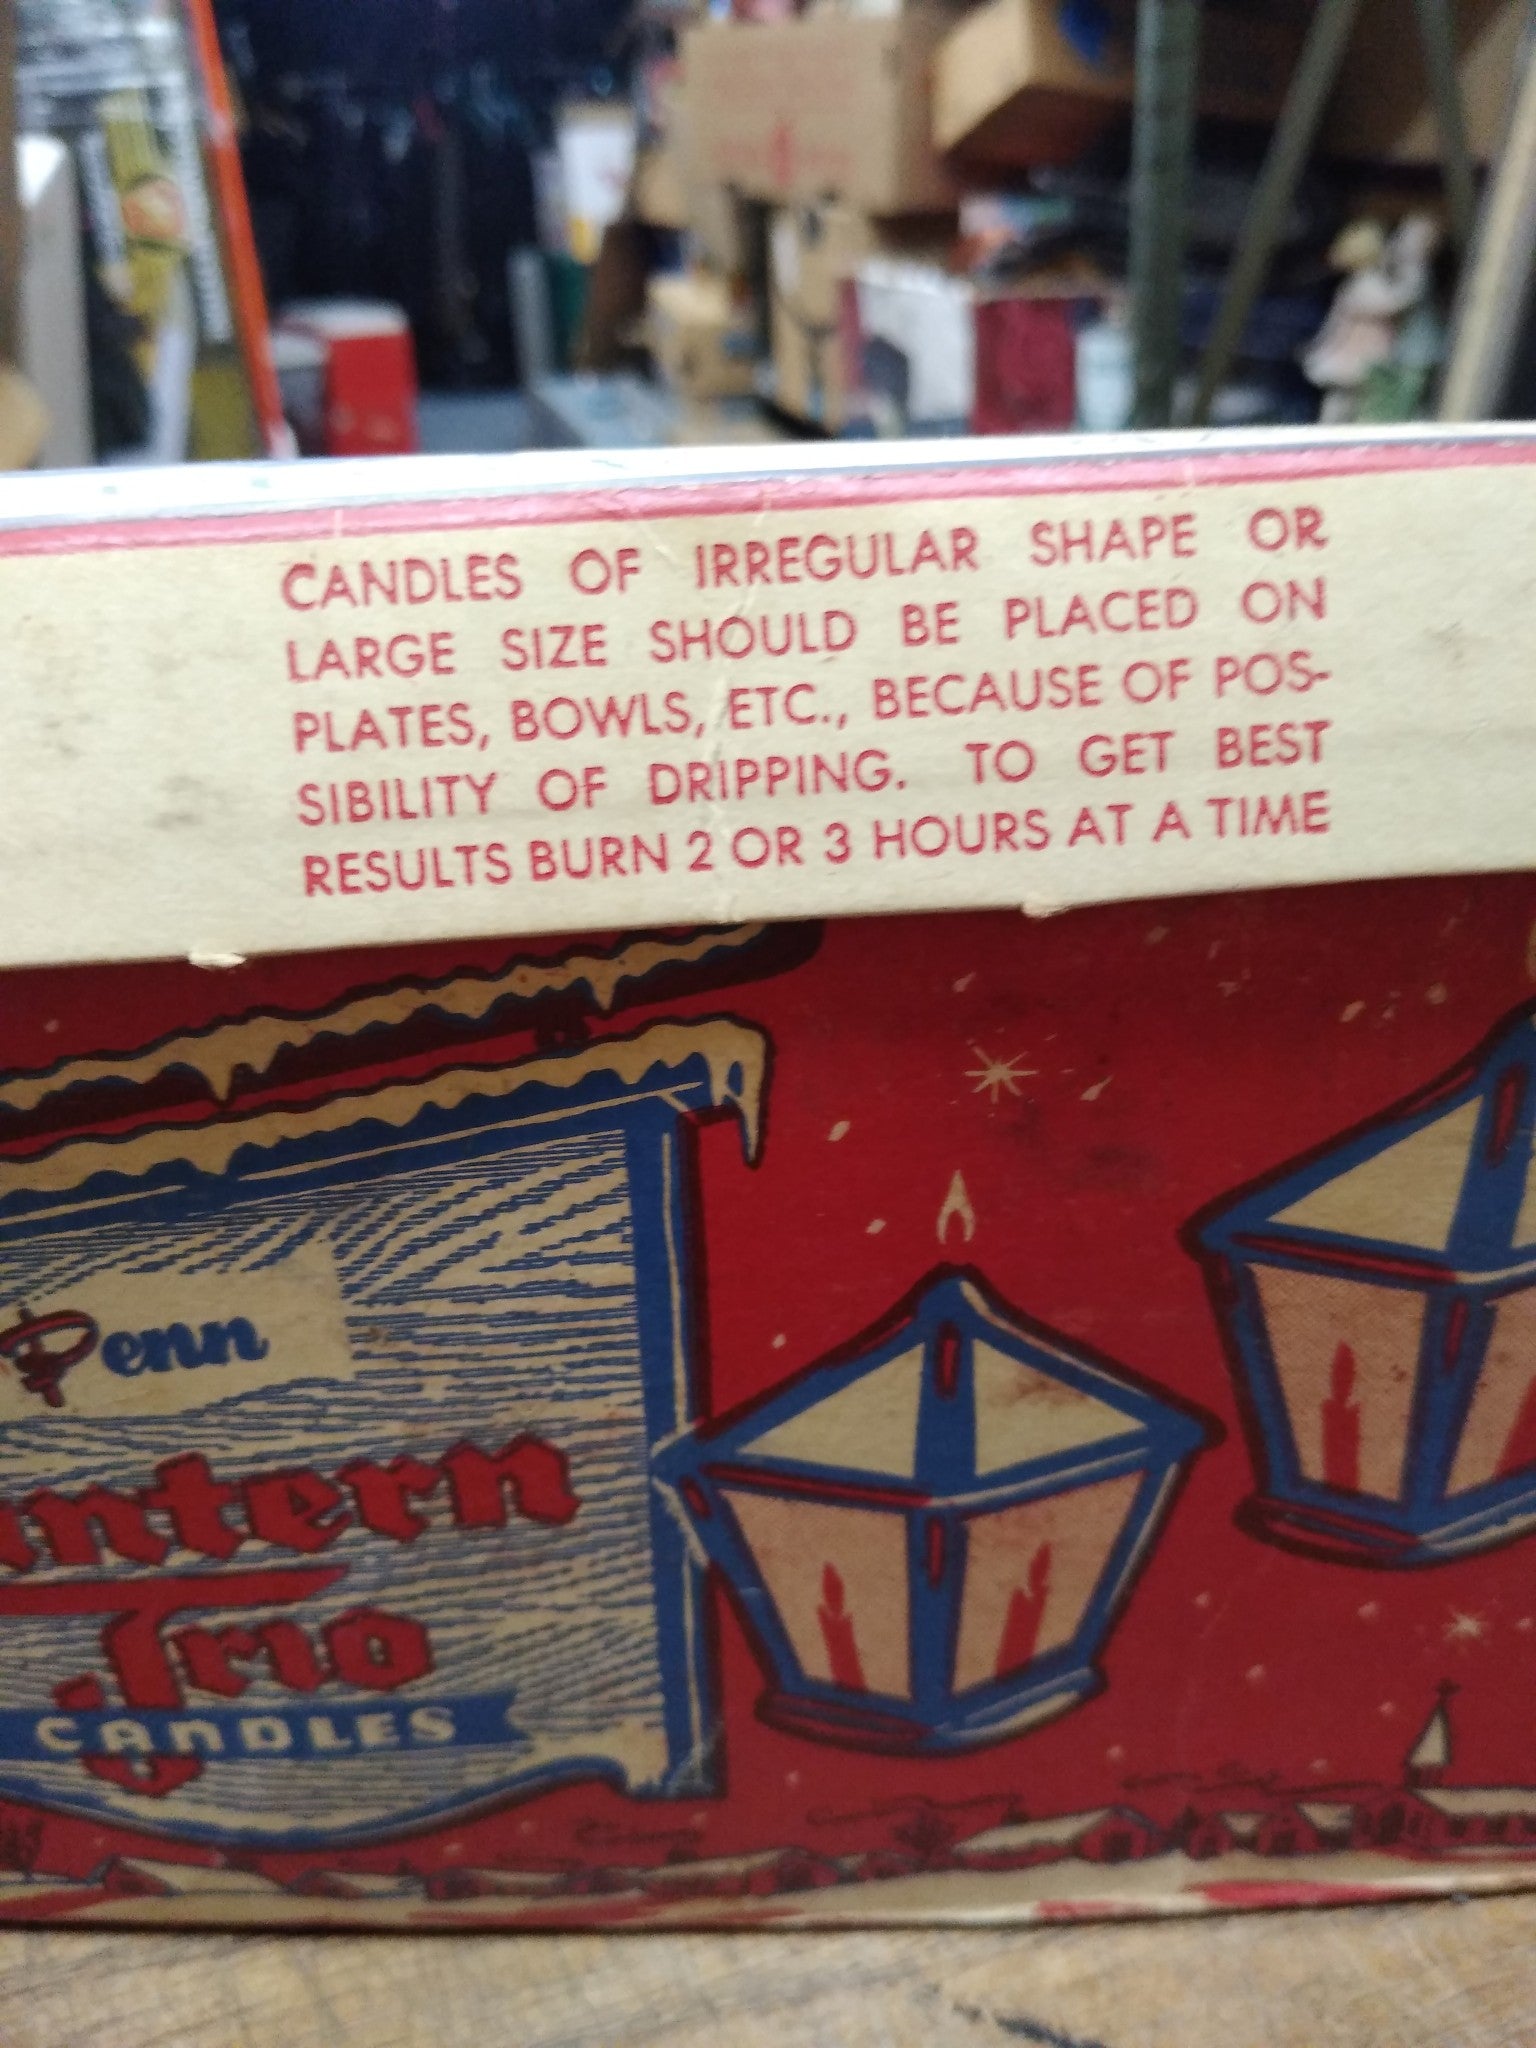 CANDLES OF IRREGULAR SHAPE OR
LARGE SIZE SHOULD BE PLACED ON
PLATES, BOWLS, ETC., BECAUSE OF POS-
SIBILITY OF DRIPPING. TO GET BEST
RESULTS BURN 2 OR 3 HOURS AT A TIME
Penn
antern
Trio
CANDLES